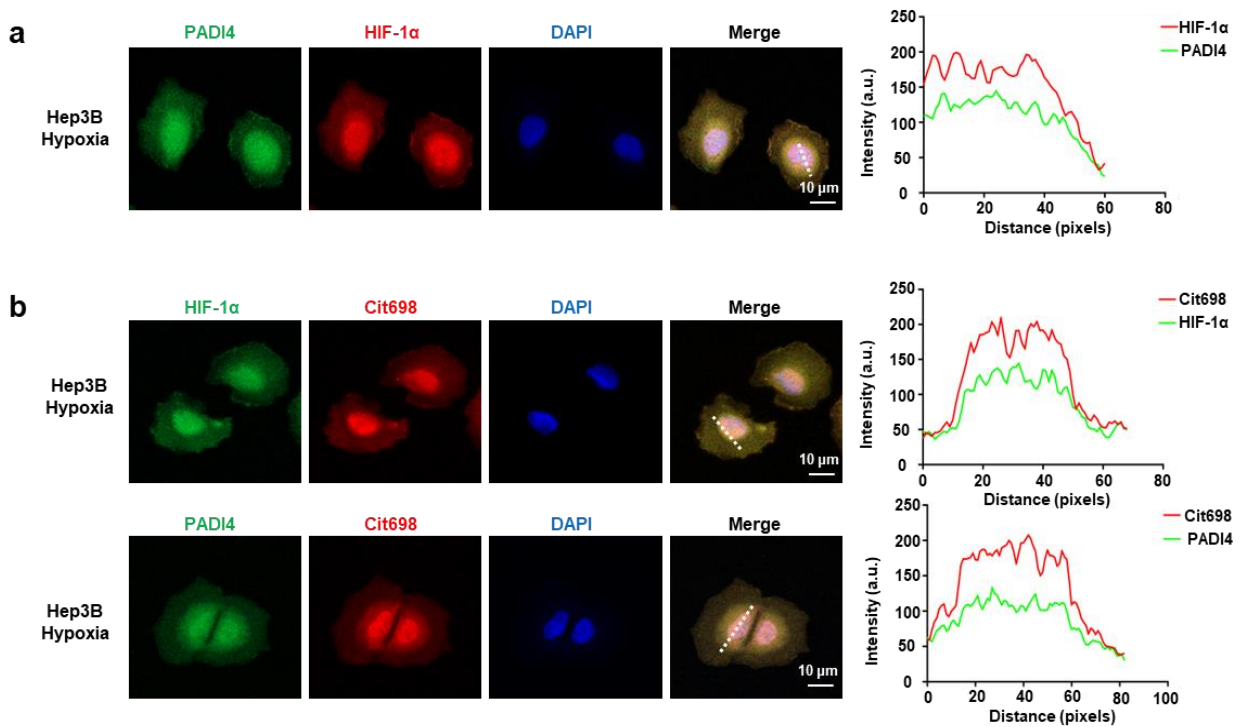 a
PADI4 HIF-1α DAPI Merge
Hep3B
Hypoxia
10 µm
250
200
150
100
50
0
Intensity (a.u.)
0 20 40 60 80
Distance (pixels)
HIF-1α
PADI4
b
HIF-1α Cit698 DAPI Merge
Hep3B
Hypoxia
10 µm
250
200
150
100
50
0
Intensity (a.u.)
0 20 40 60 80
Distance (pixels)
Cit698
HIF-1α
PADI4 Cit698 DAPI Merge
Hep3B
Hypoxia
10 µm
250
200
150
100
50
0
Intensity (a.u.)
0 20 40 60 80 100
Distance (pixels)
Cit698
PADI4